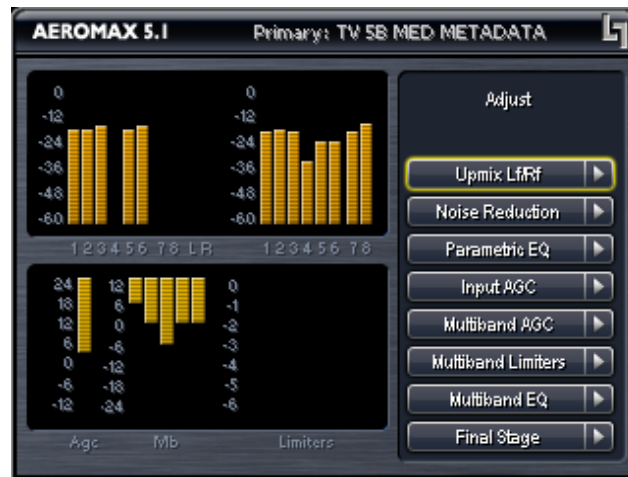 AEROMAX 5.1
Primary: TV 5B MED METADATA
0
-12
-24
-36
-48
-60
0
-12
-24
-36
-48
-60
1 2 3 4 5 6 7 8 L R
1 2 3 4 5 6 7 8
24
18
12
6
0
-6
-12
12
6
0
-6
-12
-18
-24
0
-1
-2
-3
-4
-5
-6
Agc
Mb
Limiters
Adjust
Upmix Lf/Rf
Noise Reduction
Parametric EQ
Input AGC
Multiband AGC
Multiband Limiters
Multiband EQ
Final Stage